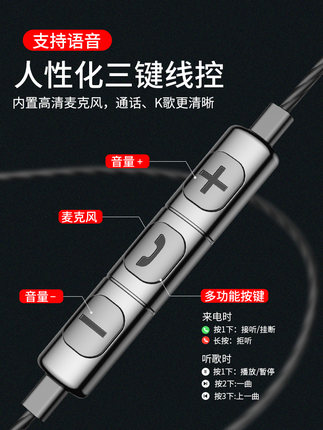 支持语音
人性化三键线控
内置高清麦克风，通话、K歌更清晰
音量+
麦克风
音量-
多功能按键
来电时
按1下：接听/挂断
长按：拒听
听歌时
按1下：播放/暂停
按2下：一曲
按3下：上一曲